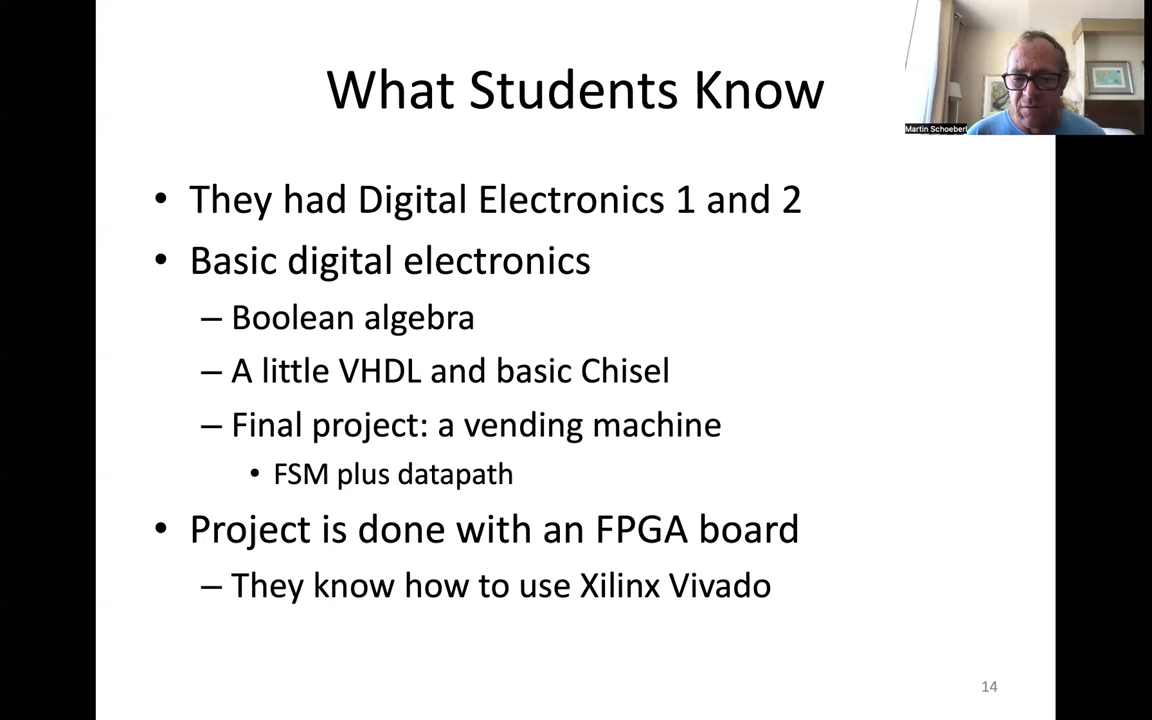 What Students Know
Martin Schoeberl
• They had Digital Electronics 1 and 2
• Basic digital electronics
– Boolean algebra
– A little VHDL and basic Chisel
– Final project: a vending machine
• FSM plus datapath
• Project is done with an FPGA board
– They know how to use Xilinx Vivado
14